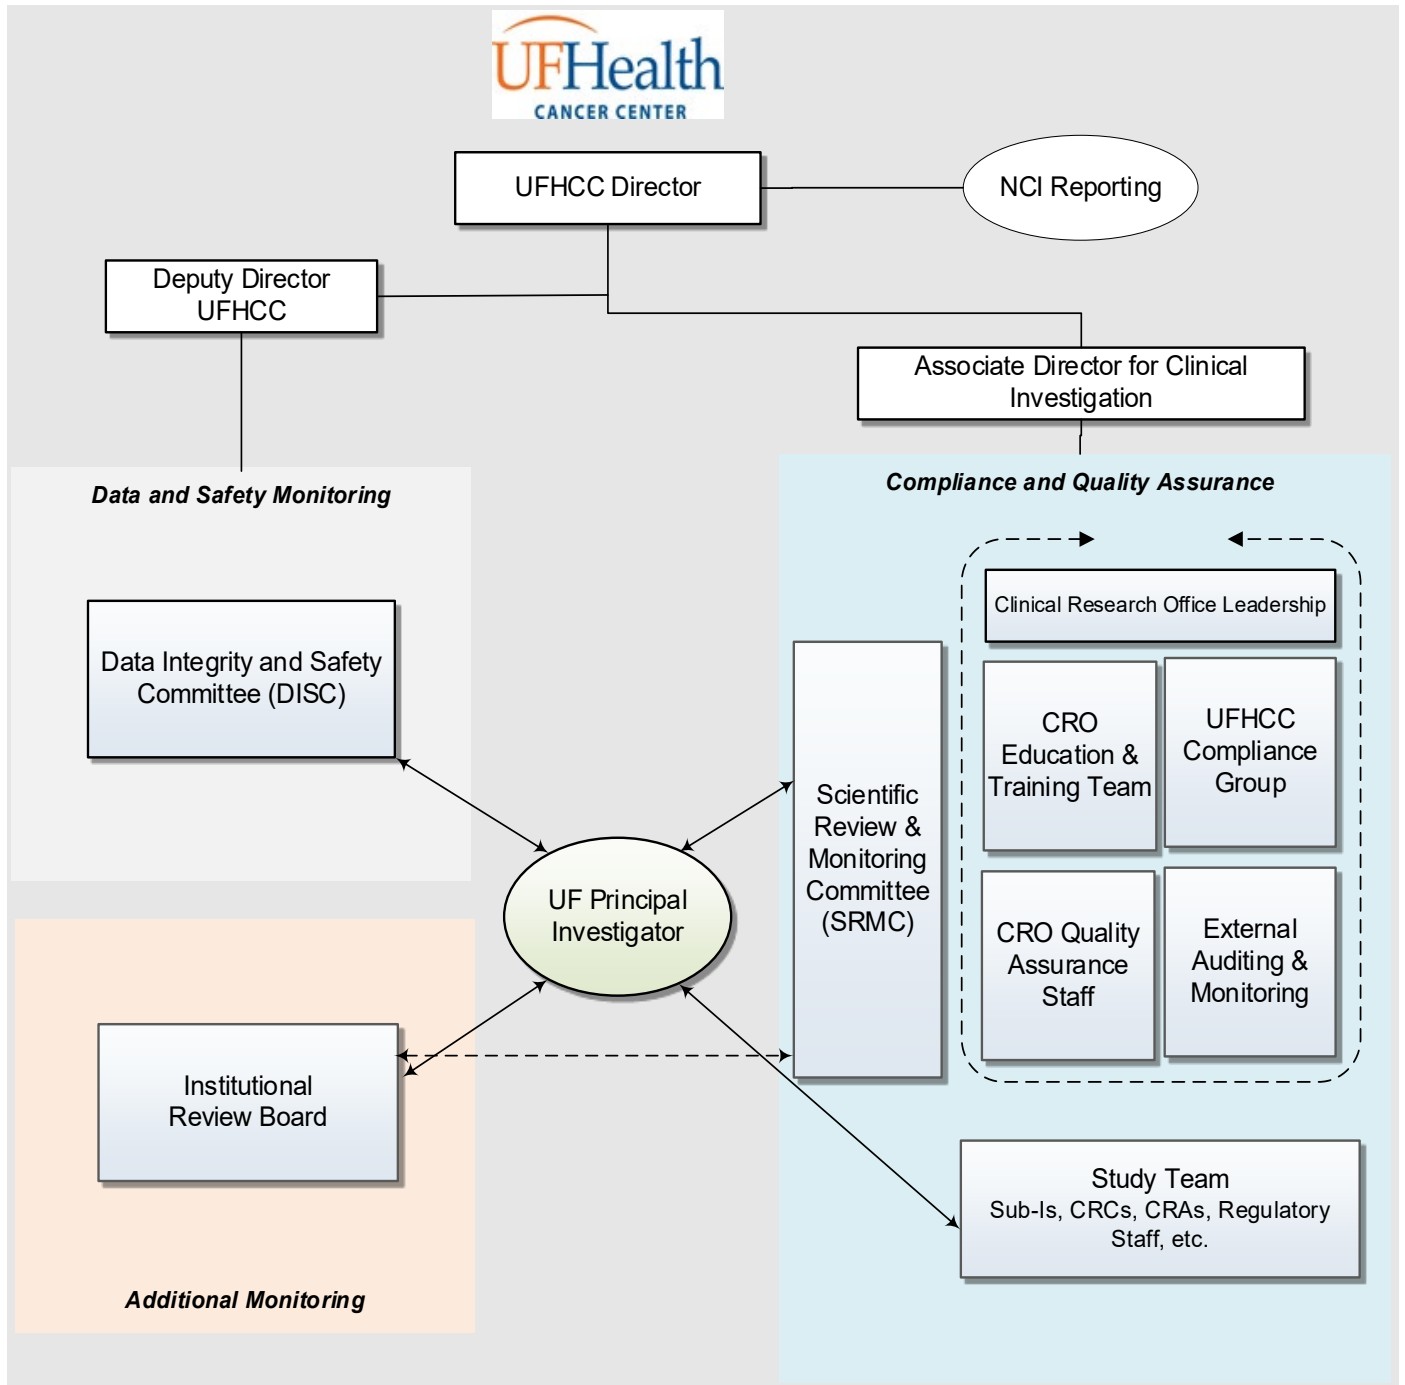 UFHealth
CANCER CENTER
UFHCC Director
NCI Reporting
Deputy Director
UFHCC
Associate Director for Clinical
Investigation
Data and Safety Monitoring
Compliance and Quality Assurance
Clinical Research Office Leadership
Data Integrity and Safety
Committee (DISC)
CRO
Education &
Training Team
UFHCC
Compliance
Group
Scientific
Review &
Monitoring
Committee
(SRMC)
UF Principal
Investigator
CRO Quality
Assurance
Staff
External
Auditing &
Monitoring
Institutional
Review Board
Study Team
Sub-Is, CRCs, CRAs, Regulatory
Staff, etc.
Additional Monitoring